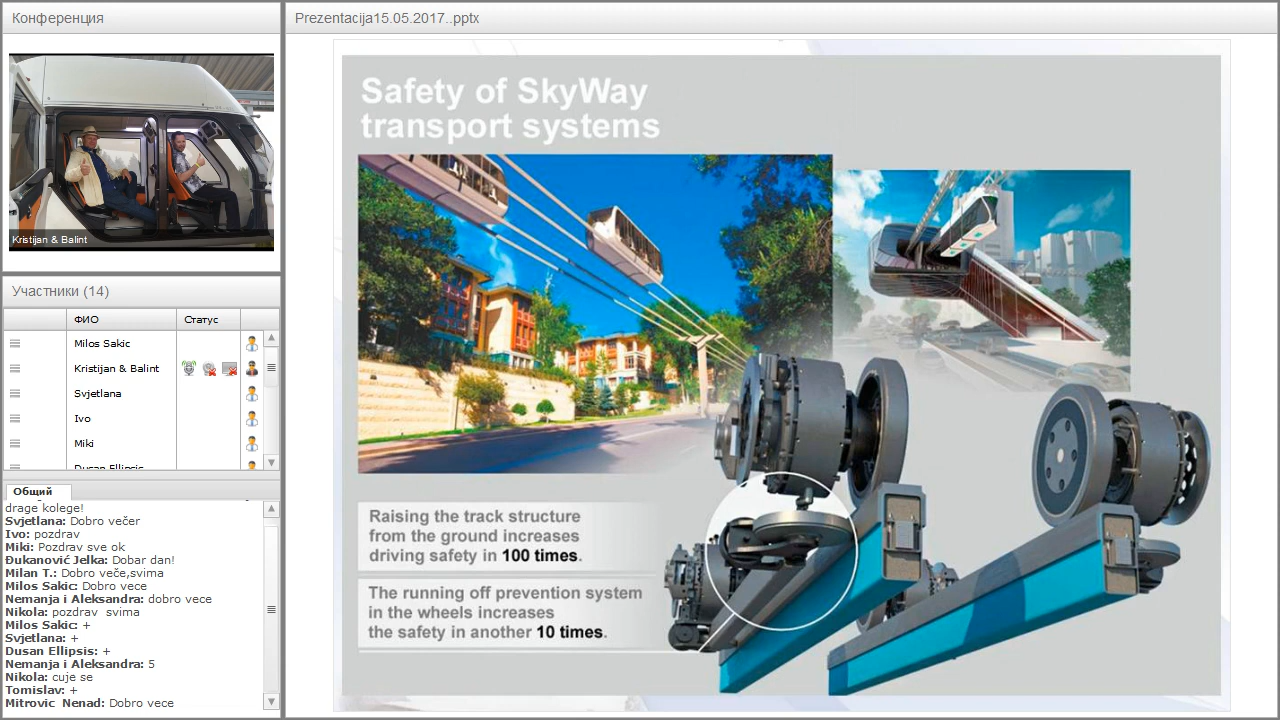 Конференция
Kristijan & Balint
Участники (14)
ФИО
Статус
Milos Sakic
Kristijan & Balint
Svjetlana
Ivo
Miki
Dusan Ellipsis
Общий
drage kolege!
Svjetlana: Dobro večer
Ivo: pozdrav
Miki: Pozdrav sve ok
Đukanović Jelka: Dobar dan!
Milan T.: Dobro veče,svima
Milos Sakic: Dobro vece
Nemanja i Aleksandra: dobro vece
Nikola: pozdrav svima
Milos Sakic: +
Svjetlana: +
Dusan Ellipsis: +
Nemanja i Aleksandra: 5
Nikola: cuje se
Tomislav: +
Mitrovic Nenad: Dobro vece
Prezentacija15.05.2017..pptx
Safety of SkyWay
transport systems
Raising the track structure
from the ground increases
driving safety in 100 times.
The running off prevention system
in the wheels increases
the safety in another 10 times.